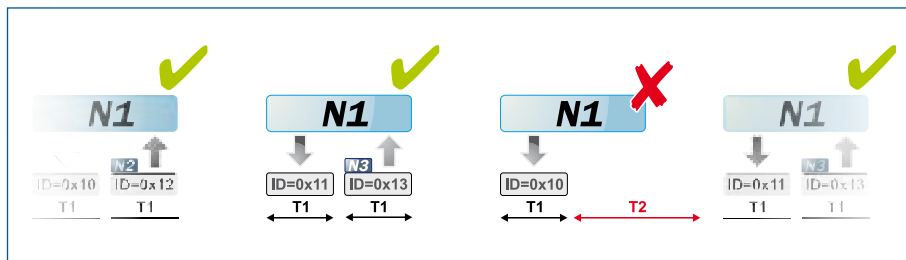 N1
N1
N1
N1
N2
N3
N3
ID=0x10
ID=0x12
ID=0x11
ID=0x13
ID=0x10
ID=0x11
ID=0x13
T1
T1
T1
T1
T1
T2
T1
T1